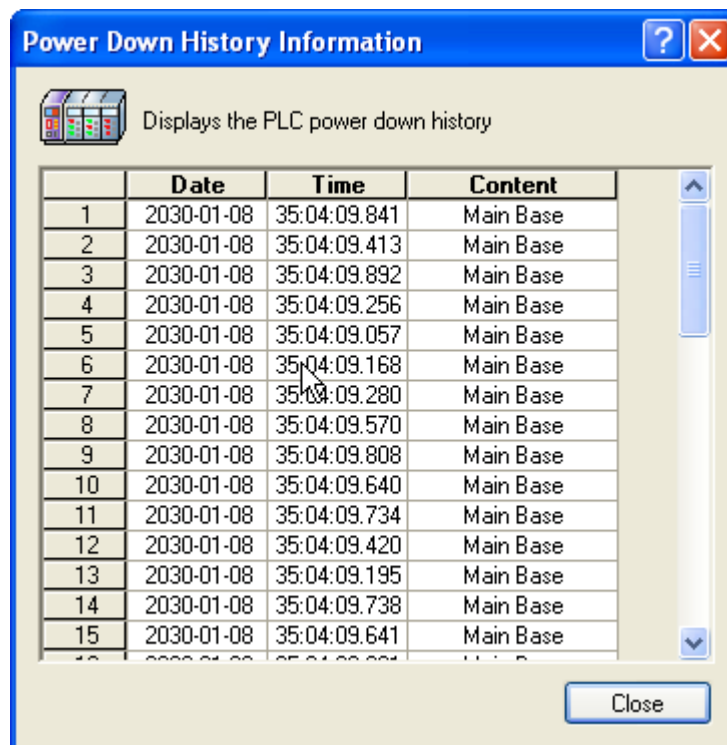 Power Down History Information
Displays the PLC power down history
Date Time Content
1 2030-01-08 35:04:09.841 Main Base
2 2030-01-08 35:04:09.413 Main Base
3 2030-01-08 35:04:09.892 Main Base
4 2030-01-08 35:04:09.256 Main Base
5 2030-01-08 35:04:09.057 Main Base
6 2030-01-08 35:04:09.168 Main Base
7 2030-01-08 35:04:09.280 Main Base
8 2030-01-08 35:04:09.570 Main Base
9 2030-01-08 35:04:09.808 Main Base
10 2030-01-08 35:04:09.640 Main Base
11 2030-01-08 35:04:09.734 Main Base
12 2030-01-08 35:04:09.420 Main Base
13 2030-01-08 35:04:09.195 Main Base
14 2030-01-08 35:04:09.738 Main Base
15 2030-01-08 35:04:09.641 Main Base
Close